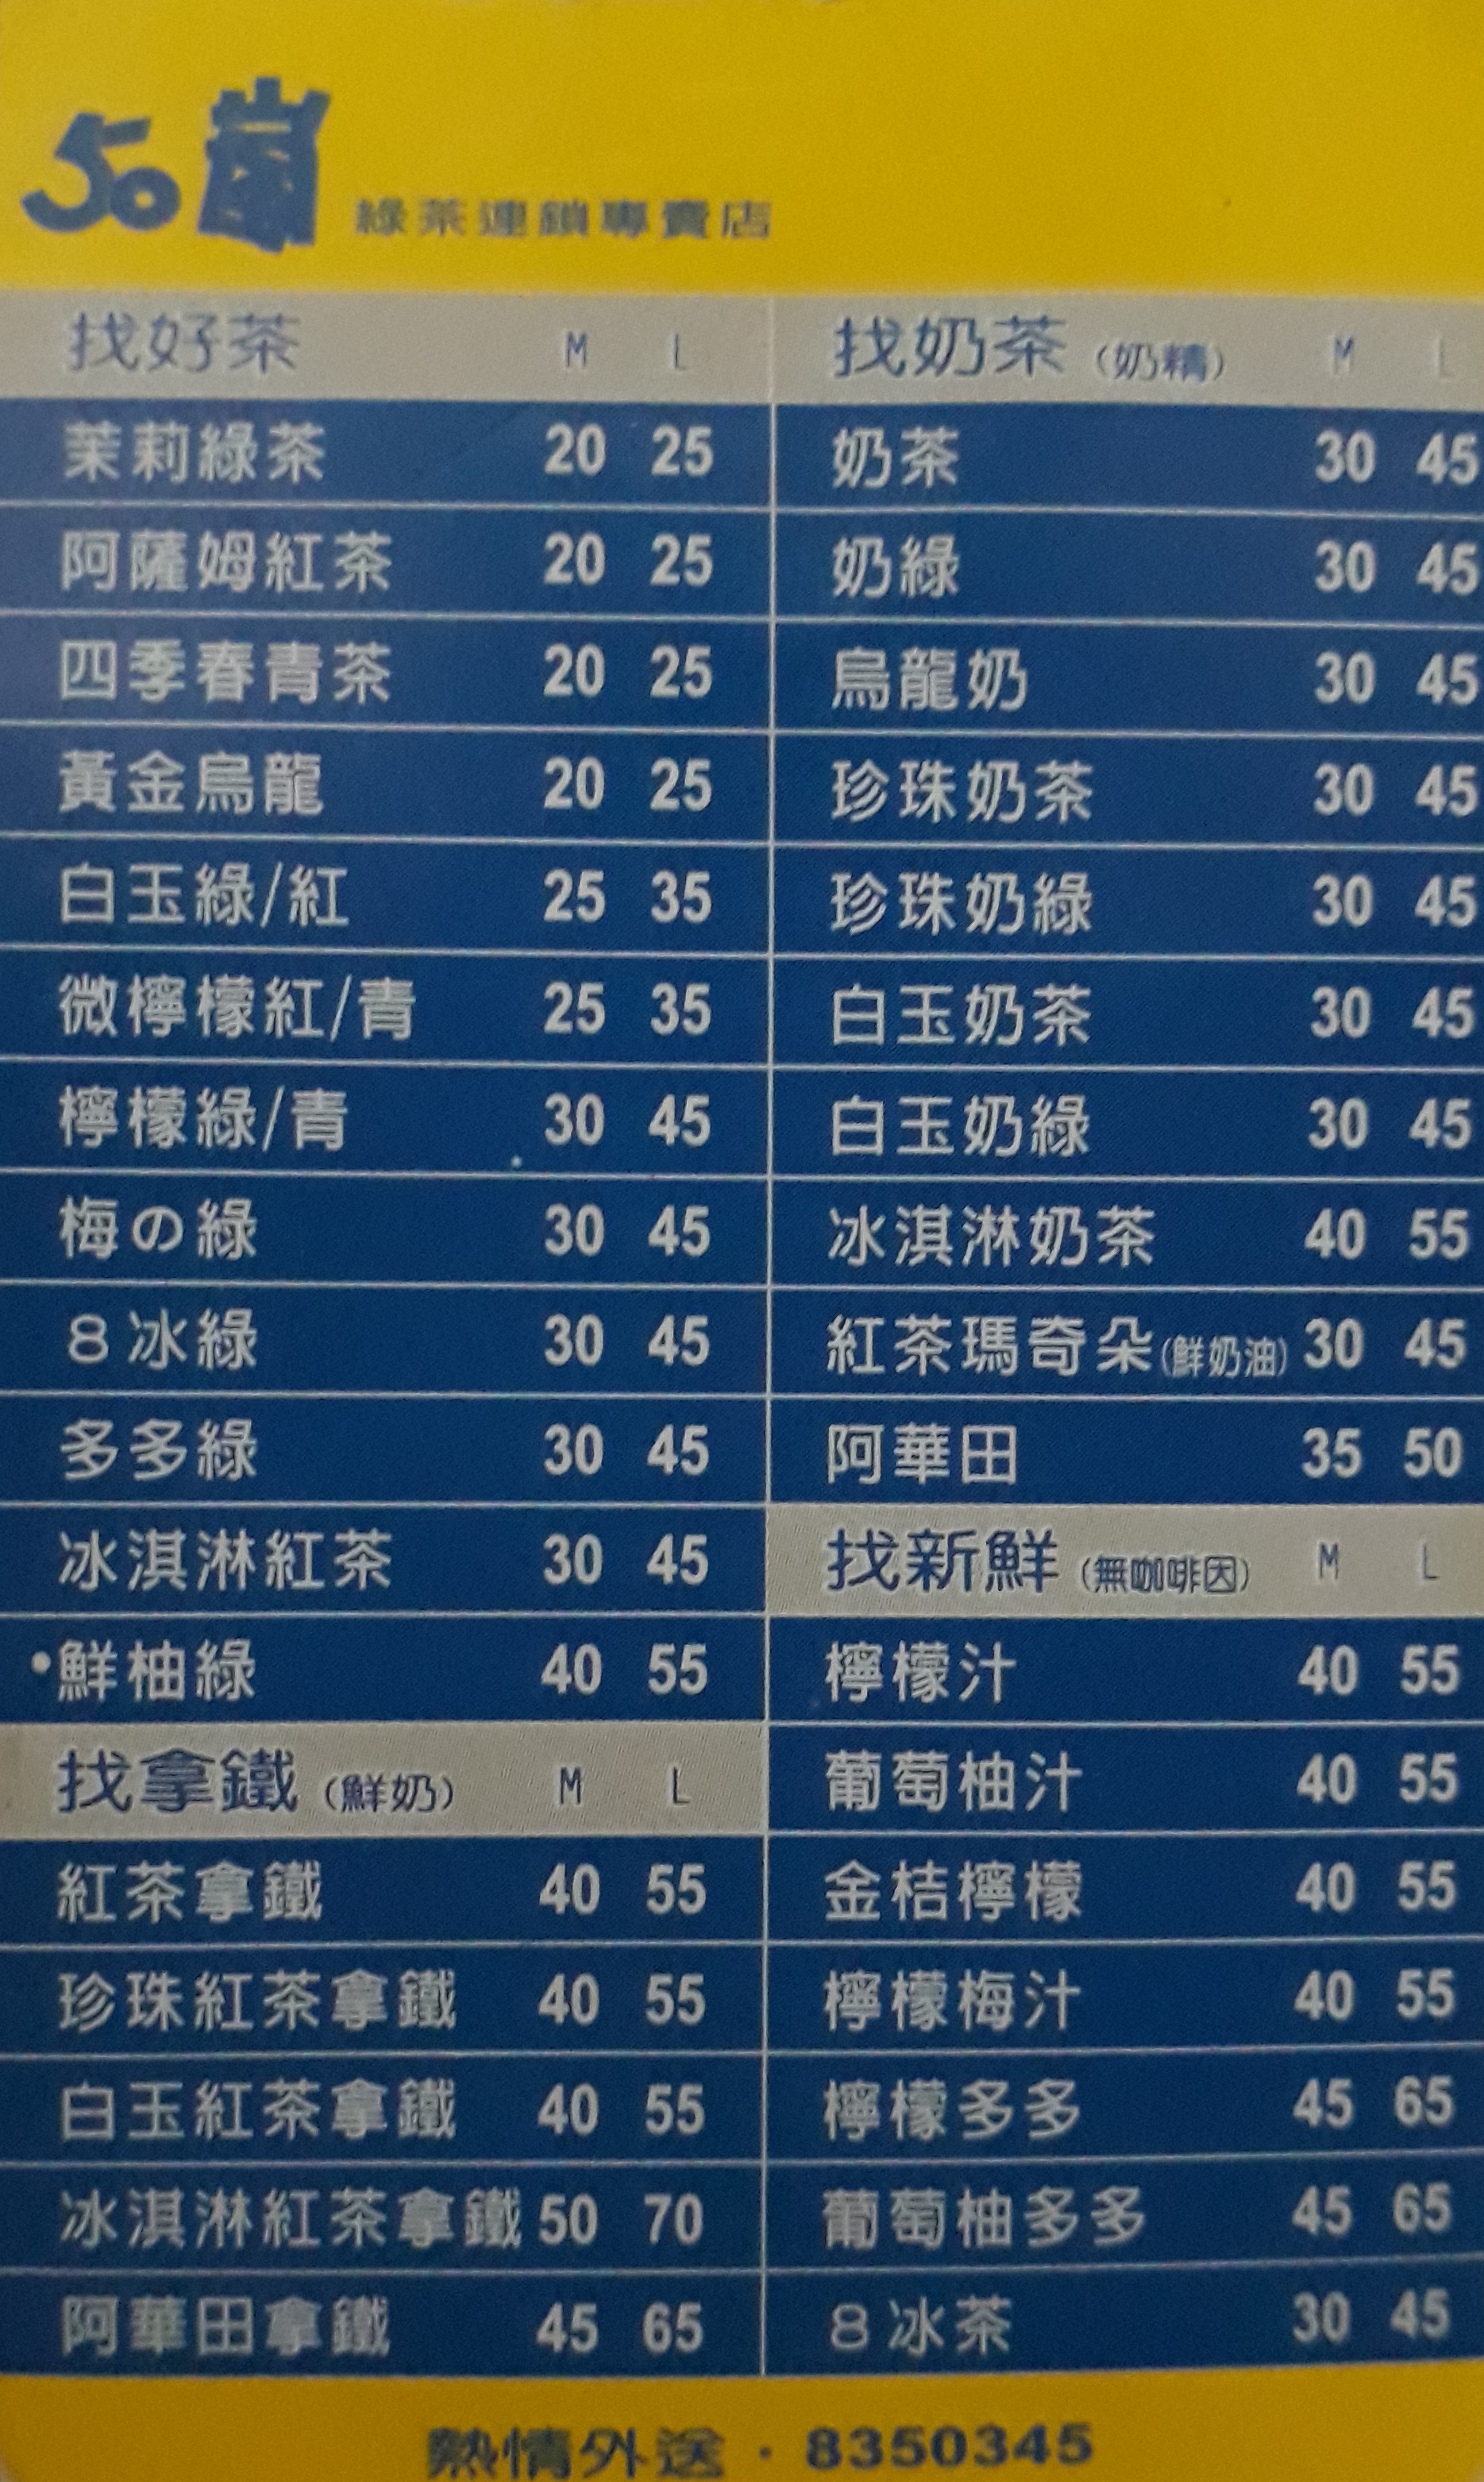 50嵐
找好茶 M L
茉莉綠茶 20 25
阿薩姆紅茶 20 25
四季春青茶 20 25
黃金烏龍 20 25
白玉綠/紅 25 35
微檸檬紅/青 25 35
檸檬綠/青 30 45
梅の綠 30 45
8冰綠 30 45
多多綠 30 45
冰淇淋紅茶 30 45
•鮮柚綠 40 55
找拿鐵（鮮奶） M L
紅茶拿鐵 40 55
珍珠紅茶拿鐵 40 55
白玉紅茶拿鐵 40 55
冰淇淋紅茶拿鐵 50 70
阿華田拿鐵 45 65
找奶茶（奶精） M L
奶茶 30 45
奶綠 30 45
烏龍奶 30 45
珍珠奶茶 30 45
珍珠奶綠 30 45
白玉奶茶 30 45
白玉奶綠 30 45
冰淇淋奶茶 40 55
紅茶瑪奇朵(鮮奶油) 30 45
阿華田 35 50
找新鮮（無咖啡因） M L
檸檬汁 40 55
葡萄柚汁 40 55
金桔檸檬 40 55
檸檬梅汁 40 55
檸檬多多 45 65
葡萄柚多多 45 65
8冰茶 30 45
熱情外送·8350345